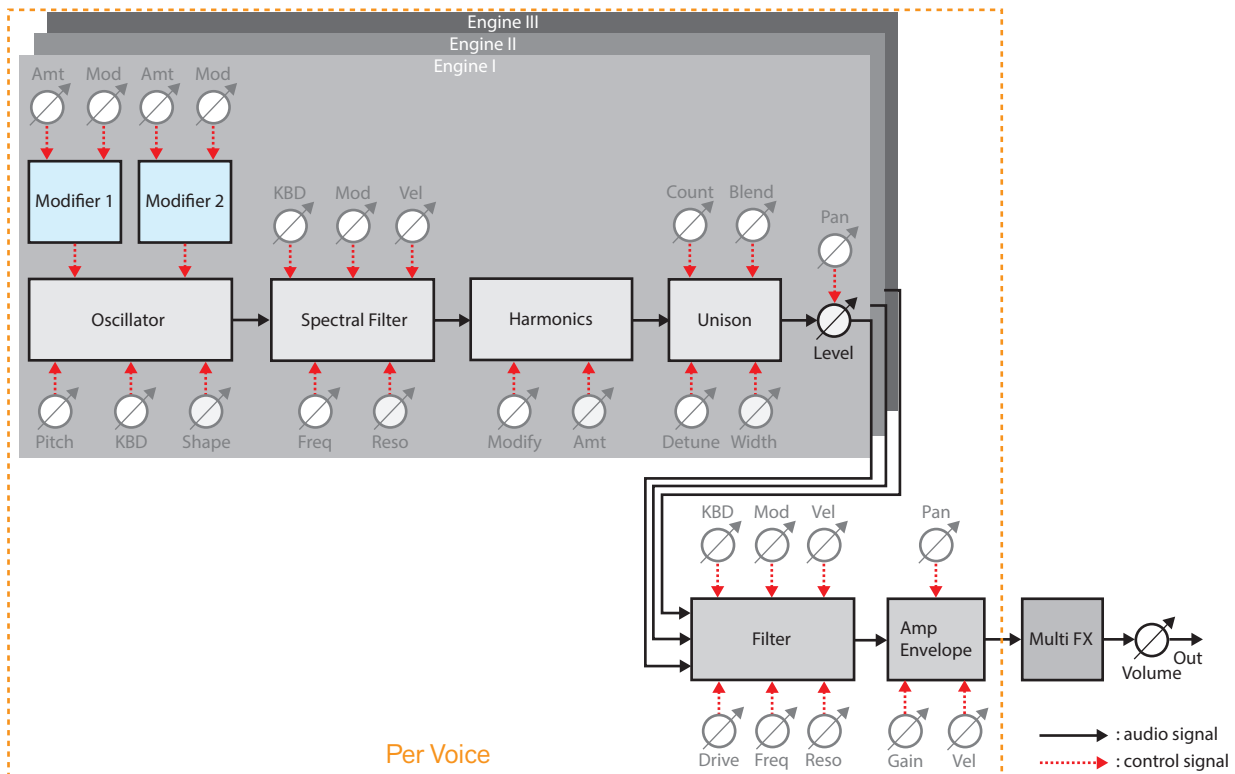 Engine III
Engine II
Engine I
Amt Mod Amt Mod
Modifier 1 Modifier 2
KBD Mod Vel
Count Blend
Pan
Oscillator Spectral Filter Harmonics Unison
Level
Pitch KBD Shape Freq Reso Modify Amt Detune Width
KBD Mod Vel Pan
Filter
Amp
Envelope
Multi FX
Volume
Out
Drive Freq Reso Gain Vel
Per Voice
: audio signal
: control signal